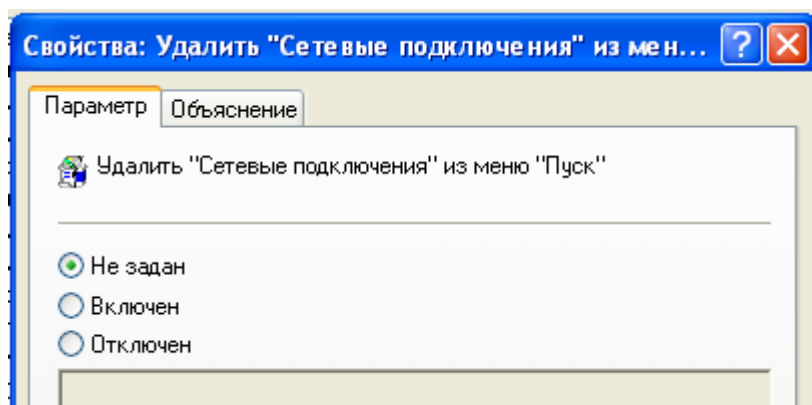 Свойства: Удалить "Сетевые подключения" из мен...
Параметр
Объяснение
Удалить "Сетевые подключения" из меню "Пуск"
Не задан
Включен
Отключен